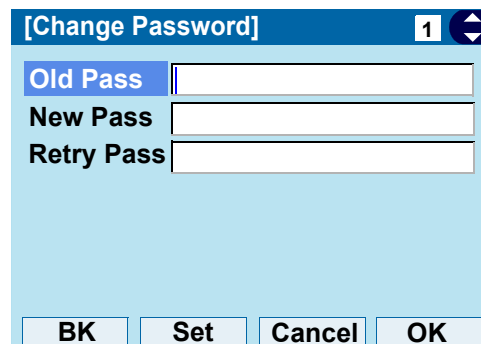 [Change Password] 1
Old Pass
New Pass
Retry Pass
BK Set Cancel OK